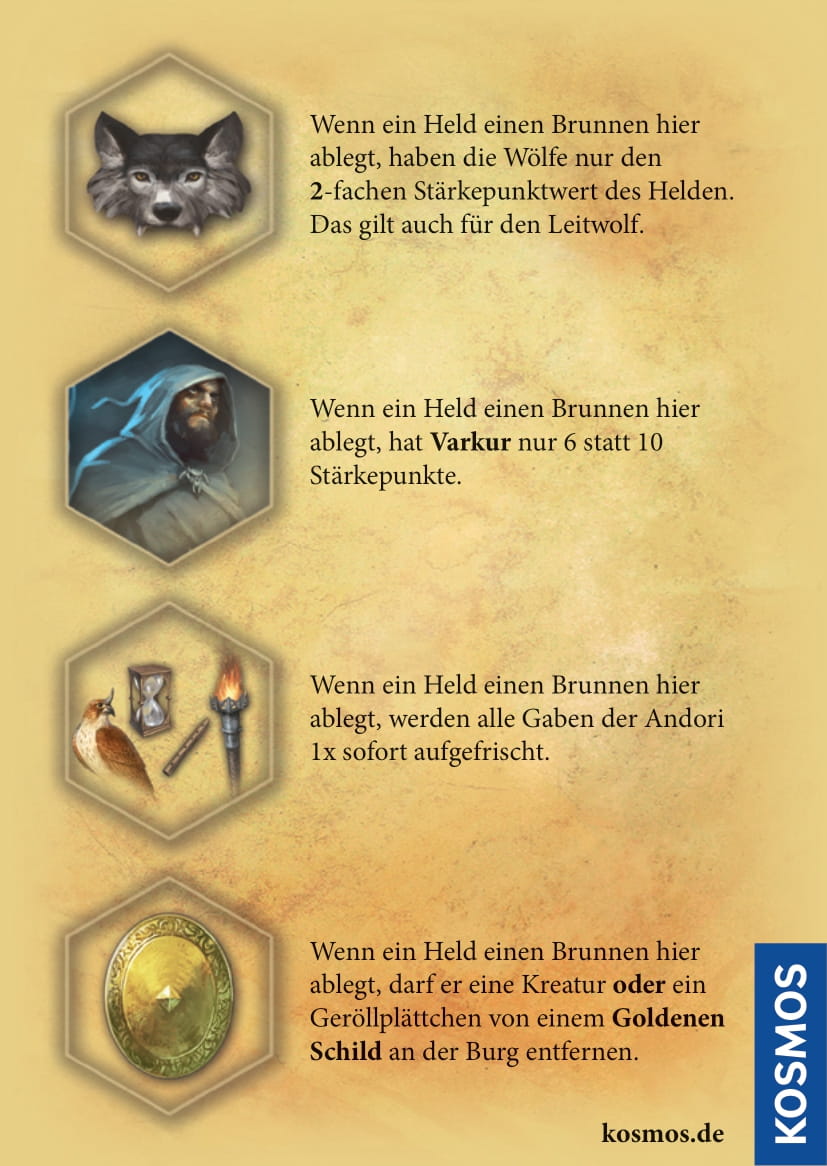 Wenn ein Held einen Brunnen hier
ablegt, haben die Wölfe nur den
2-fachen Stärkepunktwert des Helden.
Das gilt auch für den Leitwolf.
Wenn ein Held einen Brunnen hier
ablegt, hat Varkur nur 6 statt 10
Stärkepunkte.
Wenn ein Held einen Brunnen hier
ablegt, werden alle Gaben der Andori
1x sofort aufgefrischt.
Wenn ein Held einen Brunnen hier
ablegt, darf er eine Kreatur oder ein
Geröllplättchen von einem Goldenen
Schild an der Burg entfernen.
kosmos.de
KOSMOS